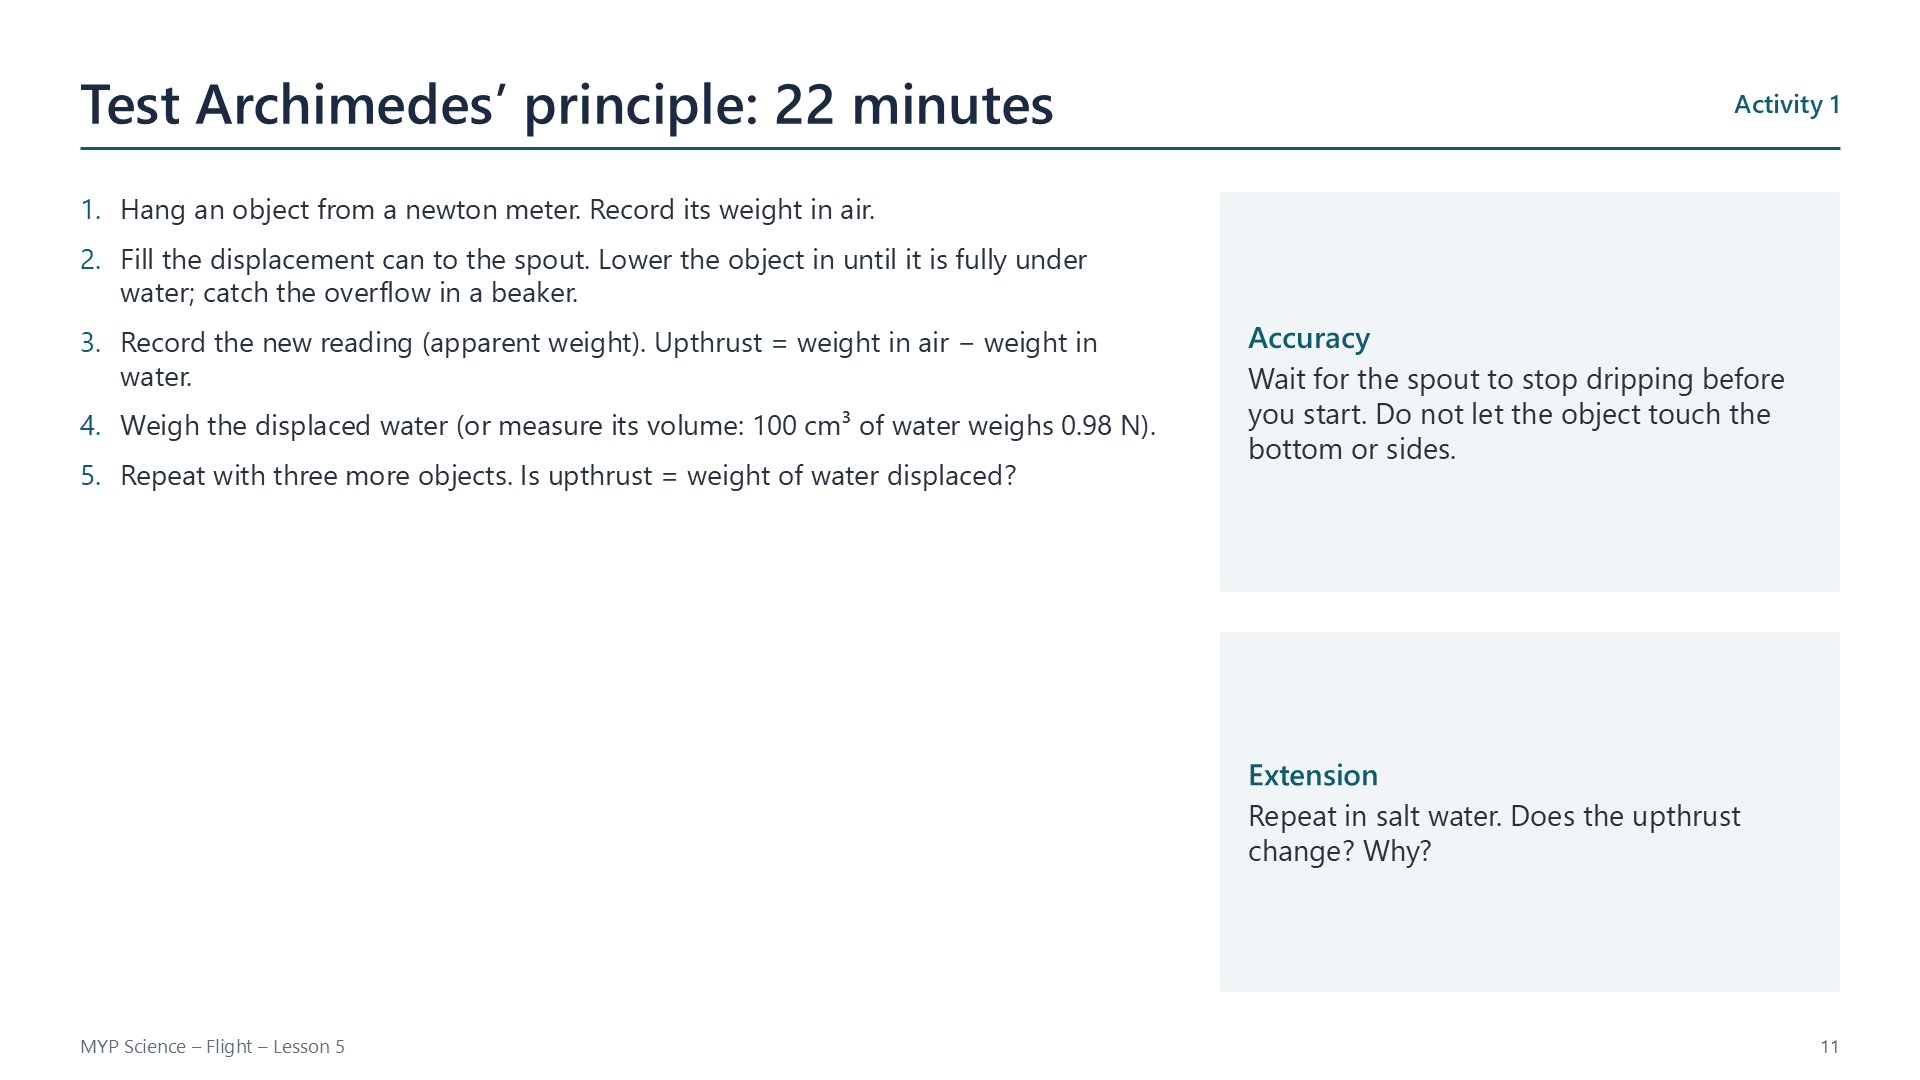 Test Archimedes’ principle: 22 minutes
Activity 1
1. Hang an object from a newton meter. Record its weight in air.
2. Fill the displacement can to the spout. Lower the object in until it is fully under
water; catch the overflow in a beaker.
3. Record the new reading (apparent weight). Upthrust = weight in air − weight in
water.
4. Weigh the displaced water (or measure its volume: 100 cm³ of water weighs 0.98 N).
5. Repeat with three more objects. Is upthrust = weight of water displaced?
Accuracy
Wait for the spout to stop dripping before
you start. Do not let the object touch the
bottom or sides.
Extension
Repeat in salt water. Does the upthrust
change? Why?
MYP Science – Flight – Lesson 5
11